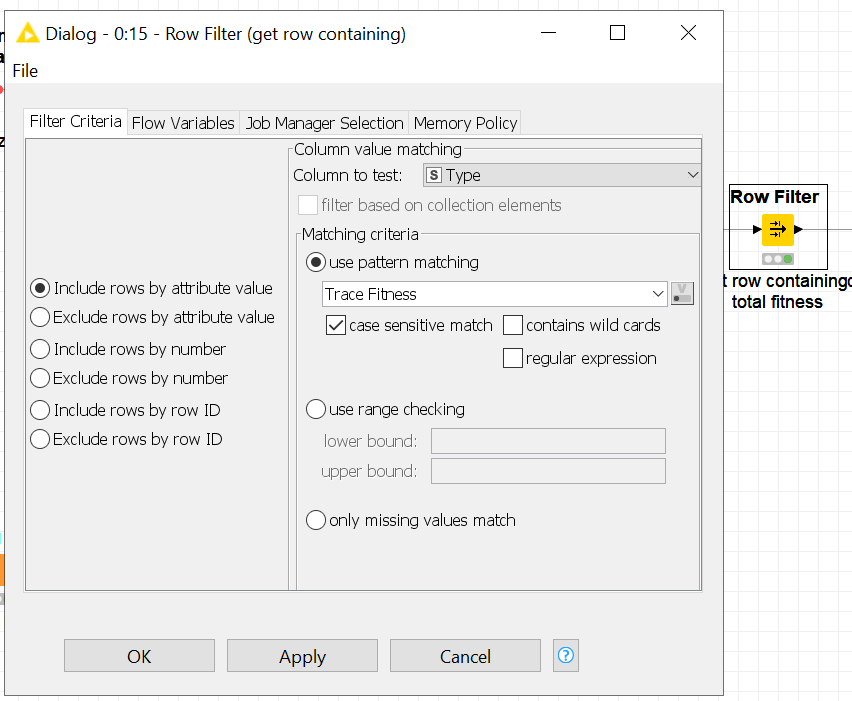 Dialog - 0:15 - Row Filter (get row containing)
File
Filter Criteria
Flow Variables
Job Manager Selection
Memory Policy
Include rows by attribute value
Exclude rows by attribute value
Include rows by number
Exclude rows by number
Include rows by row ID
Exclude rows by row ID
Column value matching
Column to test:
S Type
filter based on collection elements
Matching criteria
use pattern matching
Trace Fitness
V
case sensitive match
contains wild cards
regular expression
use range checking
lower bound:
upper bound:
only missing values match
OK
Apply
Cancel
?
Row Filter
t row containing
total fitness